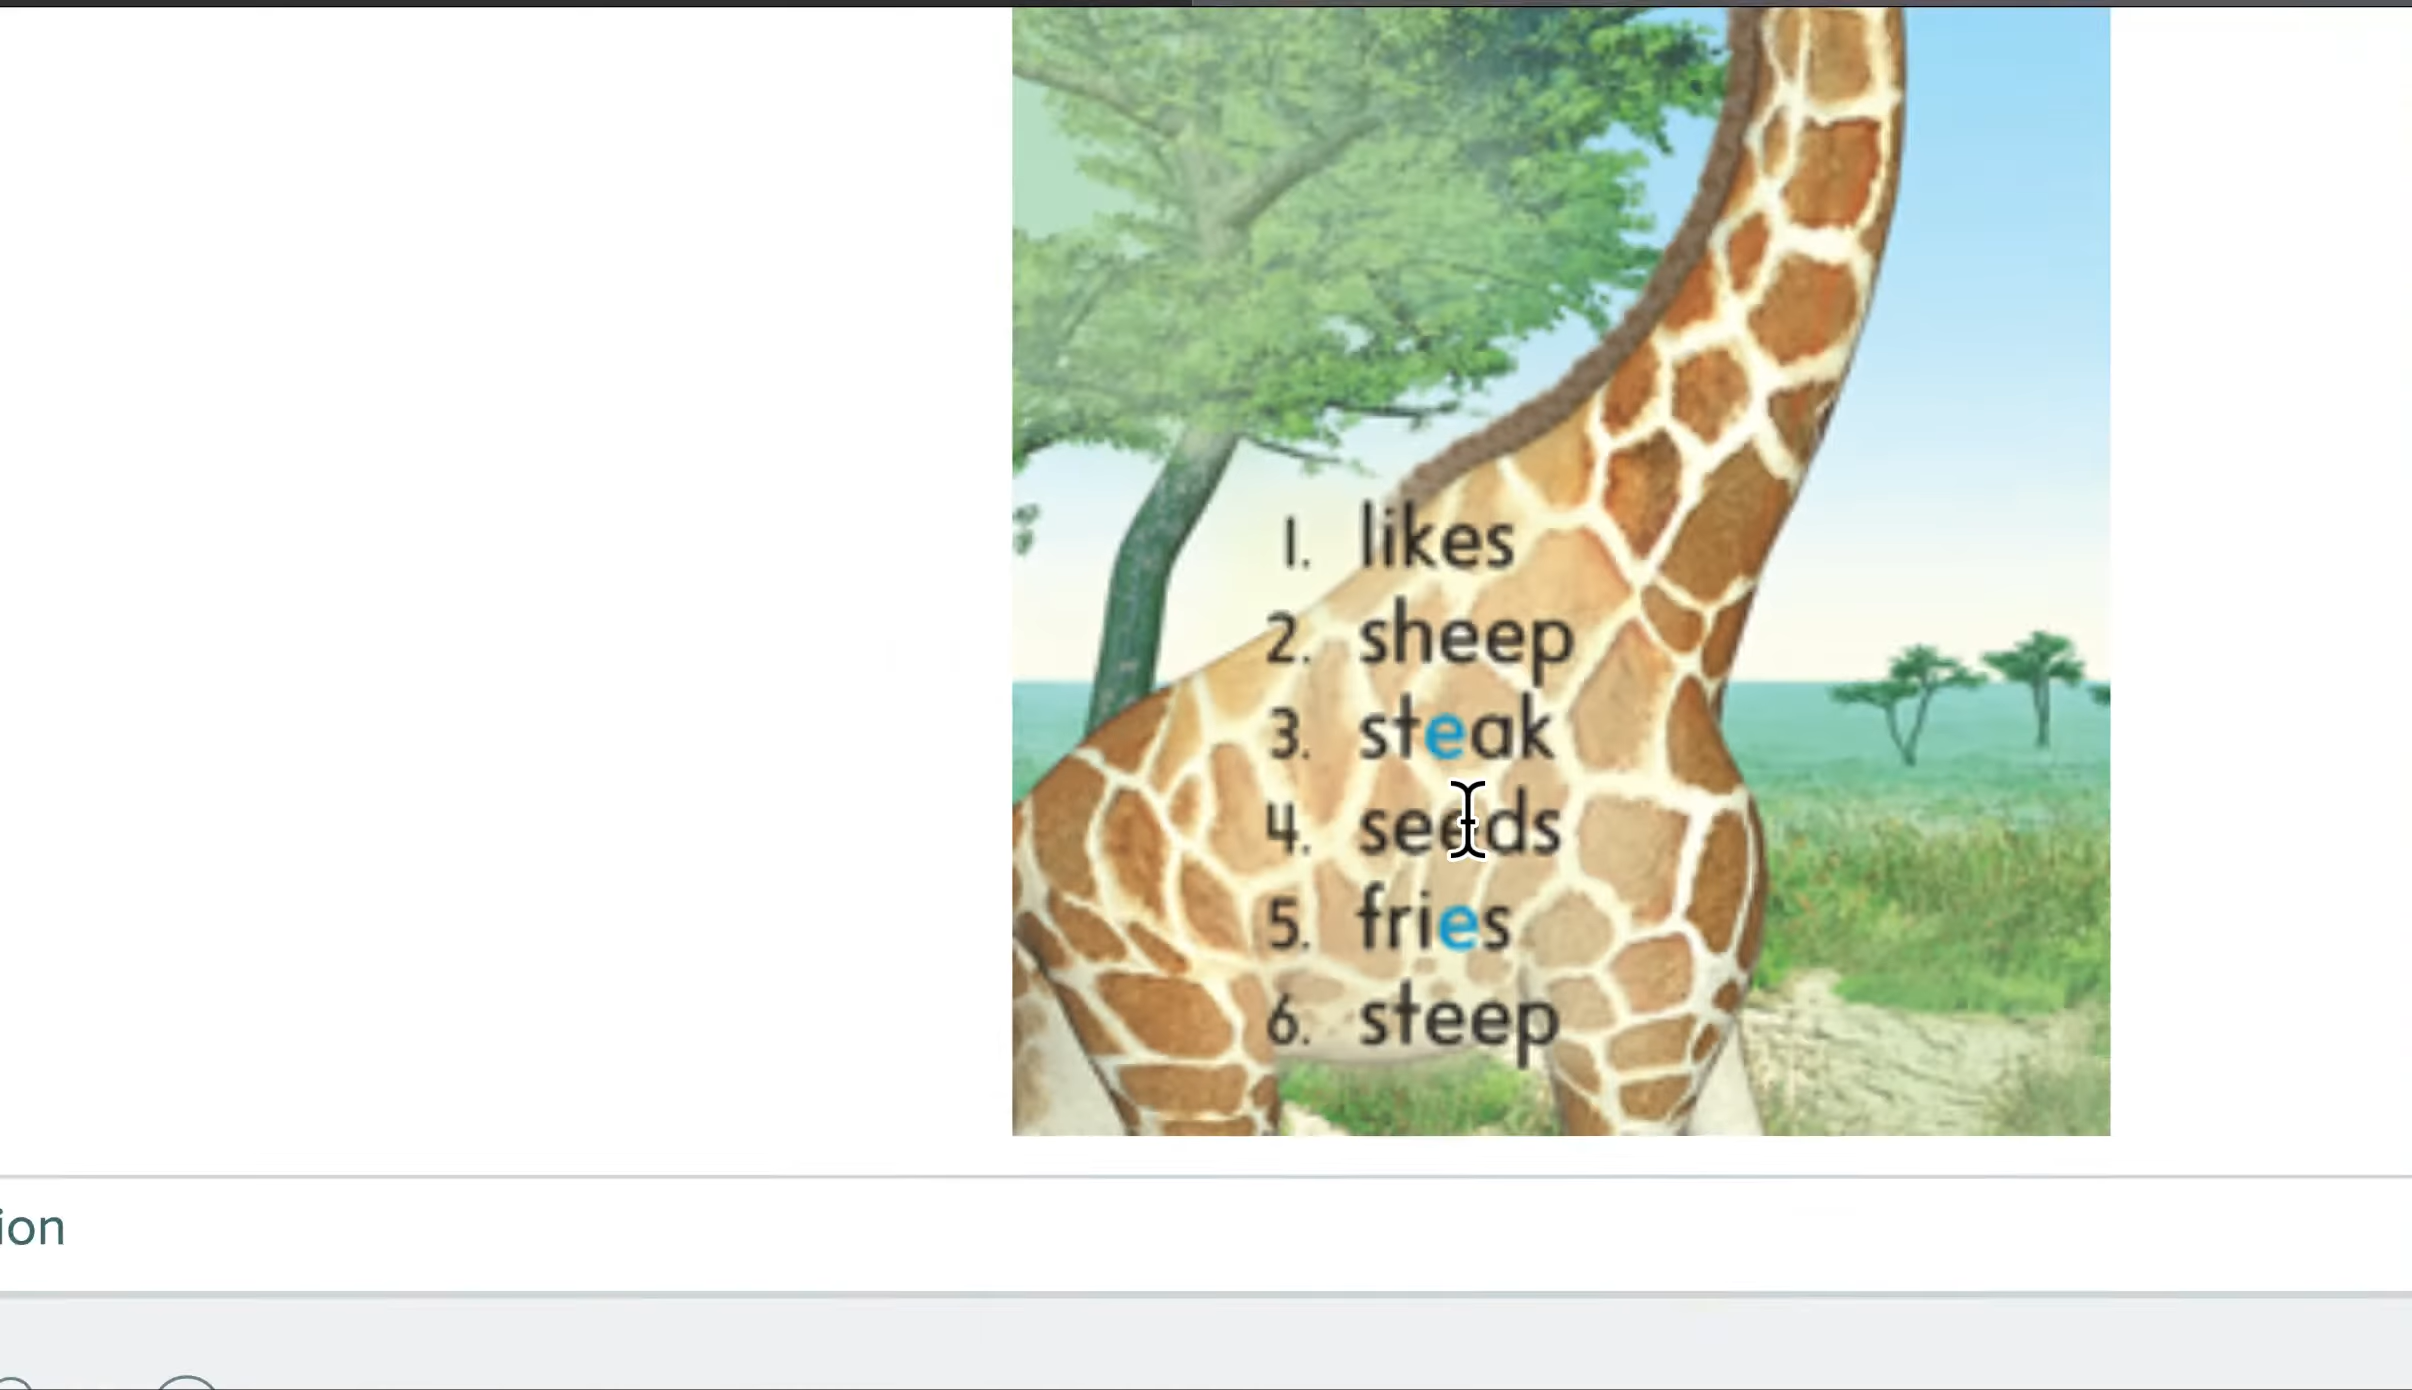 1. likes
2. sheep
3. steak
4. seeds
5. fries
6. steep
ion